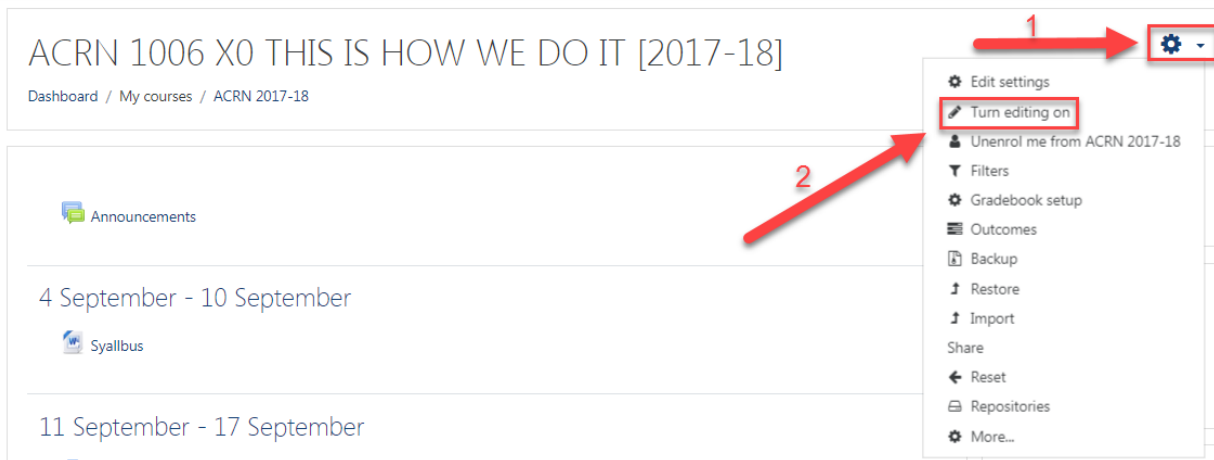 ACRN 1006 X0 THIS IS HOW WE DO IT [2017-18]
Dashboard / My courses / ACRN 2017-18
1
Edit settings
Turn editing on
Unenrol me from ACRN 2017-18
Filters
Gradebook setup
Outcomes
Backup
Restore
Import
Share
Reset
Repositories
More...
2
Announcements
4 September - 10 September
Syallbus
11 September - 17 September